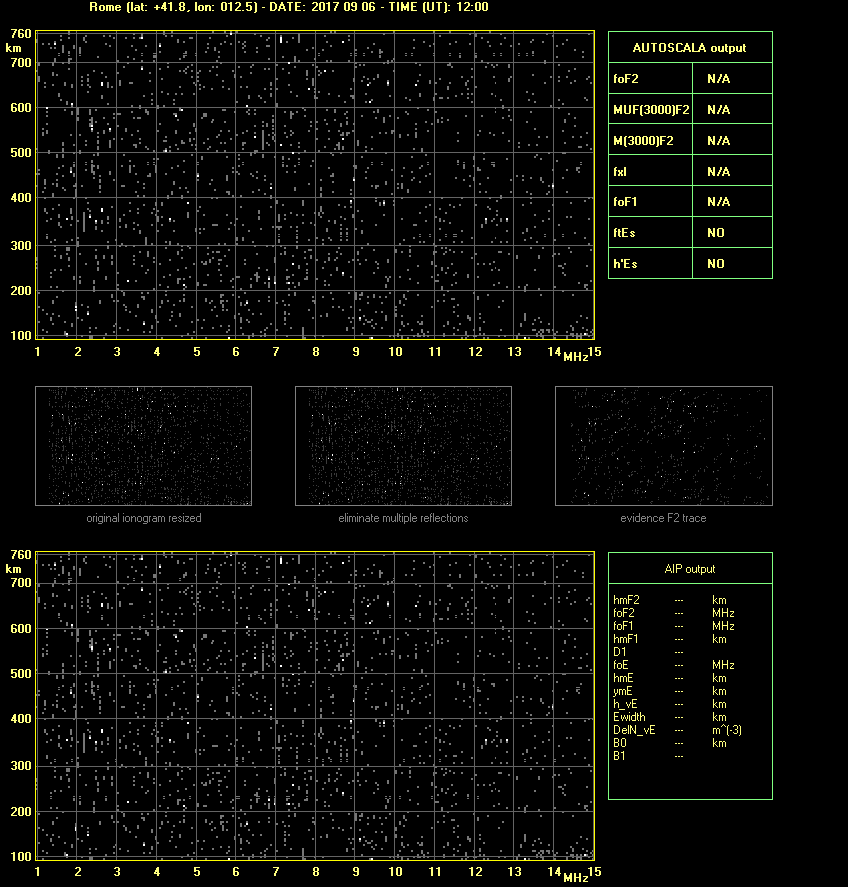 Rome (lat: +41.8, lon: 012.5) - DATE: 2017 09 06 - TIME (UT): 12:00
760
km
700
600
500
400
300
200
100
1 2 3 4 5 6 7 8 9 10 11 12 13 14 MHz 15
AUTOSCALA output
foF2 N/A
MUF(3000)F2 N/A
M(3000)F2 N/A
fxI N/A
foF1 N/A
ftEs NO
h'Es NO
original ionogram resized
eliminate multiple reflections
evidence F2 trace
760
km
700
600
500
400
300
200
100
1 2 3 4 5 6 7 8 9 10 11 12 13 14 MHz 15
AIP output
hmF2 --- km
foF2 --- MHz
foF1 --- MHz
hmF1 --- km
D1 ---
foE --- MHz
hmE --- km
ymE --- km
h_vE --- km
Ewidth --- km
DelN_vE --- m^(-3)
B0 --- km
B1 ---